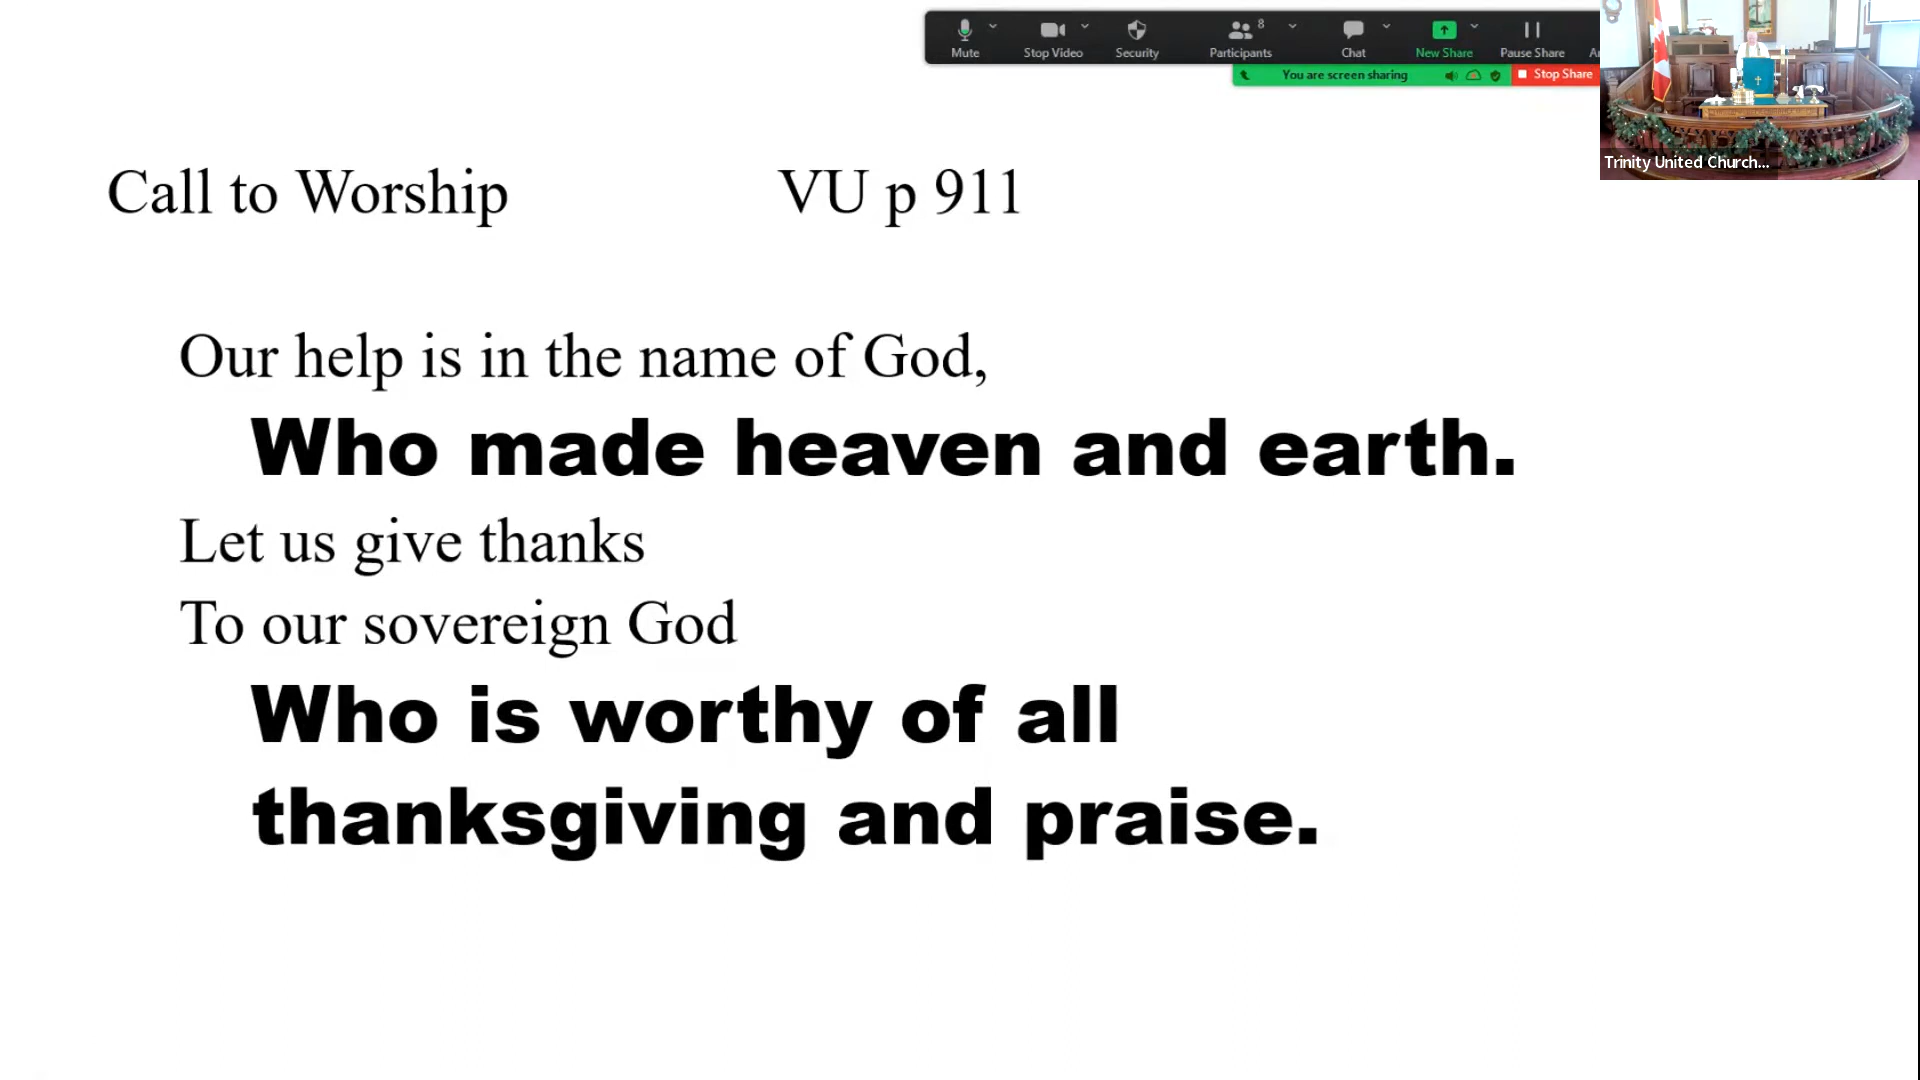 8
Mute Stop Video Security Participants Chat New Share Pause Share
You are screen sharing Stop Share
Trinity United Church...
Call to Worship VU p 911
Our help is in the name of God,
Who made heaven and earth.
Let us give thanks
To our sovereign God
Who is worthy of all
thanksgiving and praise.